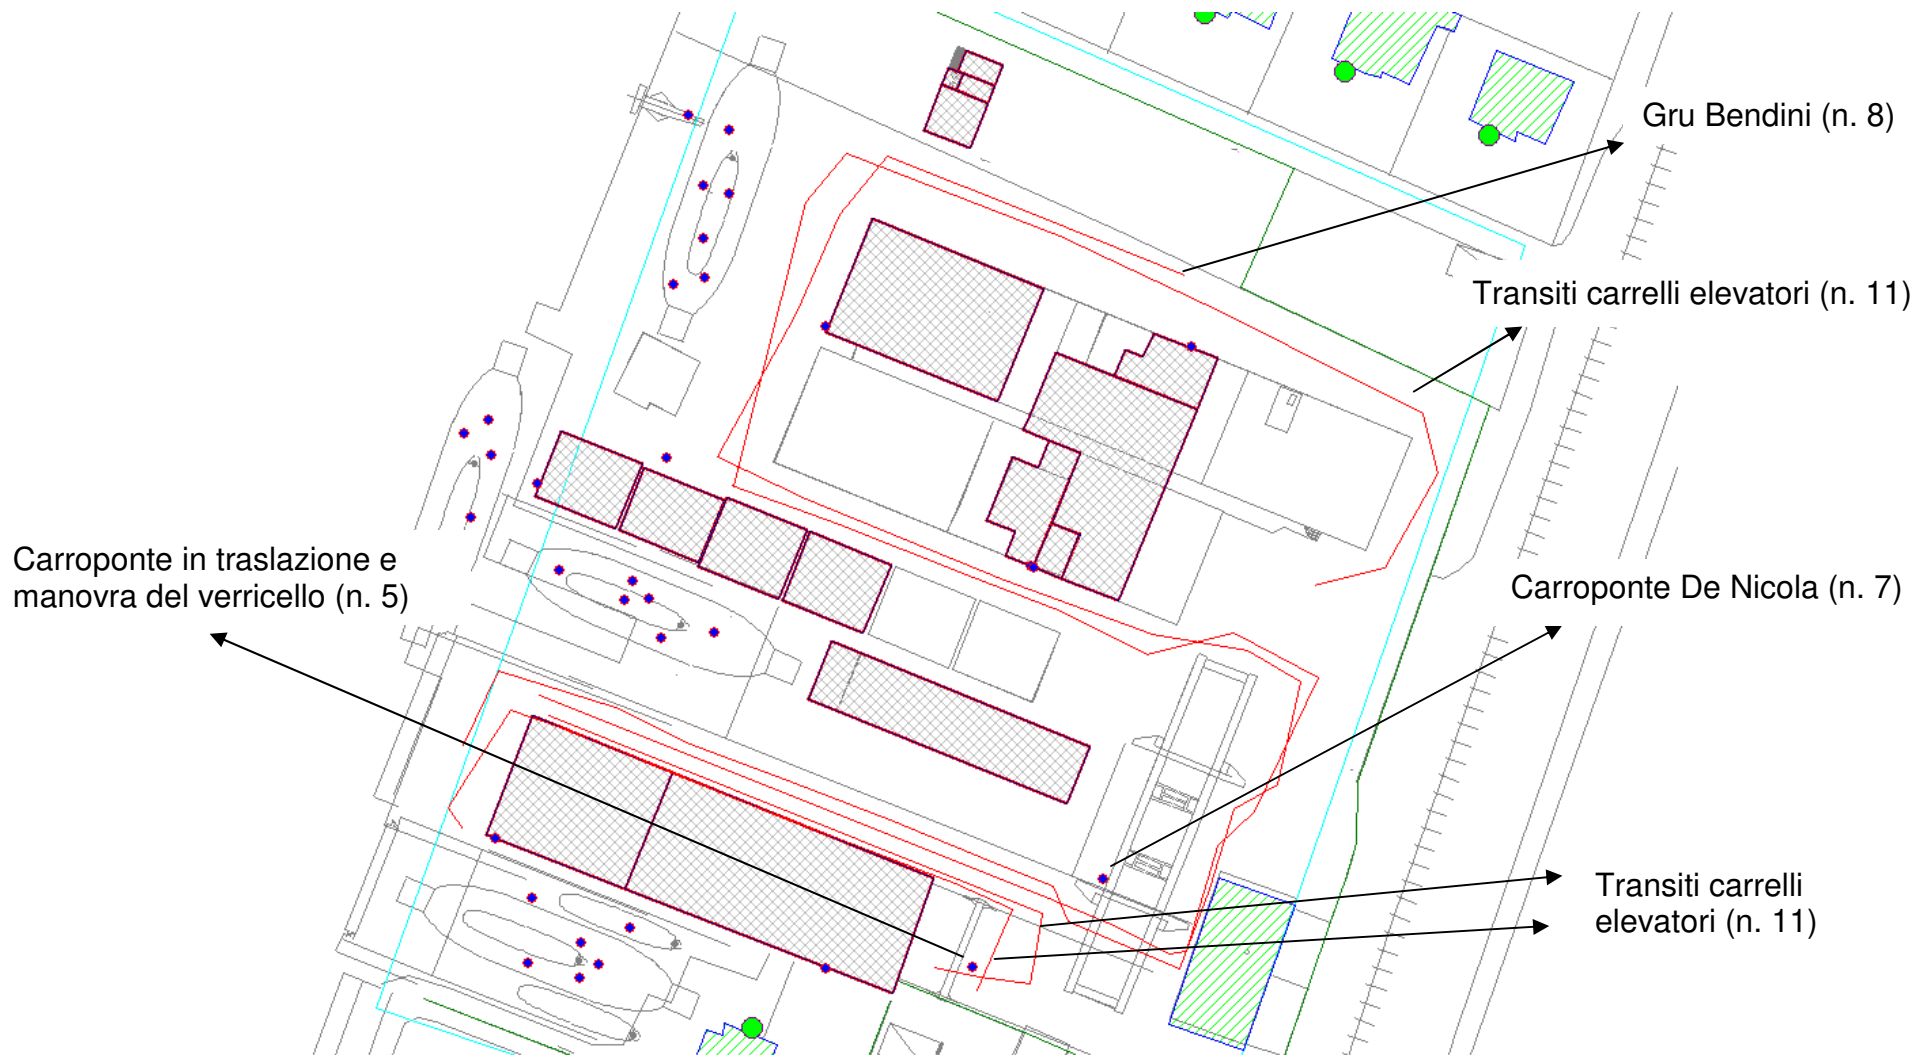 Gru Bendini (n. 8)
Transiti carrelli elevatori (n. 11)
Carroponte in traslazione e
manovra del verricello (n. 5)
Carroponte De Nicola (n. 7)
Transiti carrelli
elevatori (n. 11)